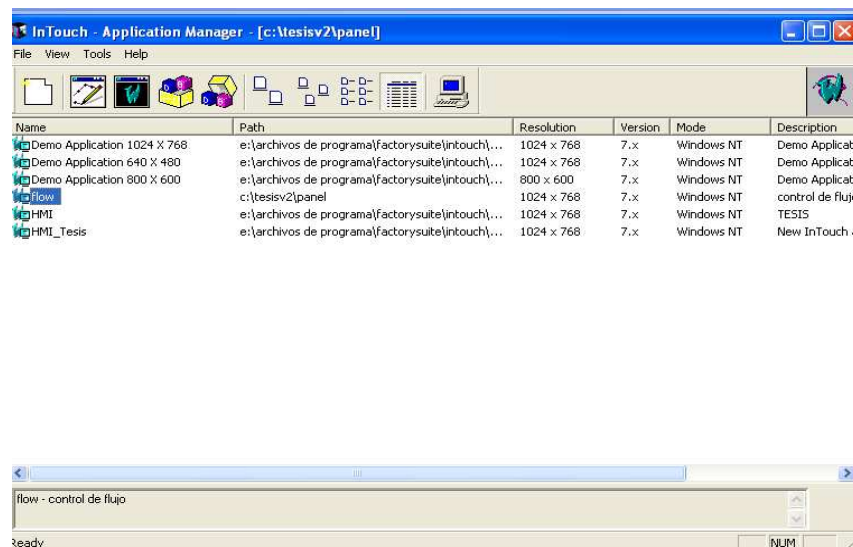 InTouch - Application Manager - [c:\tesisv2\panel]
File View Tools Help
Name Path Resolution Version Mode Description
Demo Application 1024 X 768 e:\archivos de programa\factorysuite\intouch\... 1024 x 768 7.x Windows NT Demo Applicat
Demo Application 640 X 480 e:\archivos de programa\factorysuite\intouch\... 1024 x 768 7.x Windows NT Demo Applicat
Demo Application 800 X 600 e:\archivos de programa\factorysuite\intouch\... 800 x 600 7.x Windows NT Demo Applicat
flow c:\tesisv2\panel 1024 x 768 7.x Windows NT control de fluj
HMI e:\archivos de programa\factorysuite\intouch\... 1024 x 768 7.x Windows NT TESIS
HMI_Tesis e:\archivos de programa\factorysuite\intouch\... 1024 x 768 7.x Windows NT New InTouch
flow - control de flujo
Ready NUM